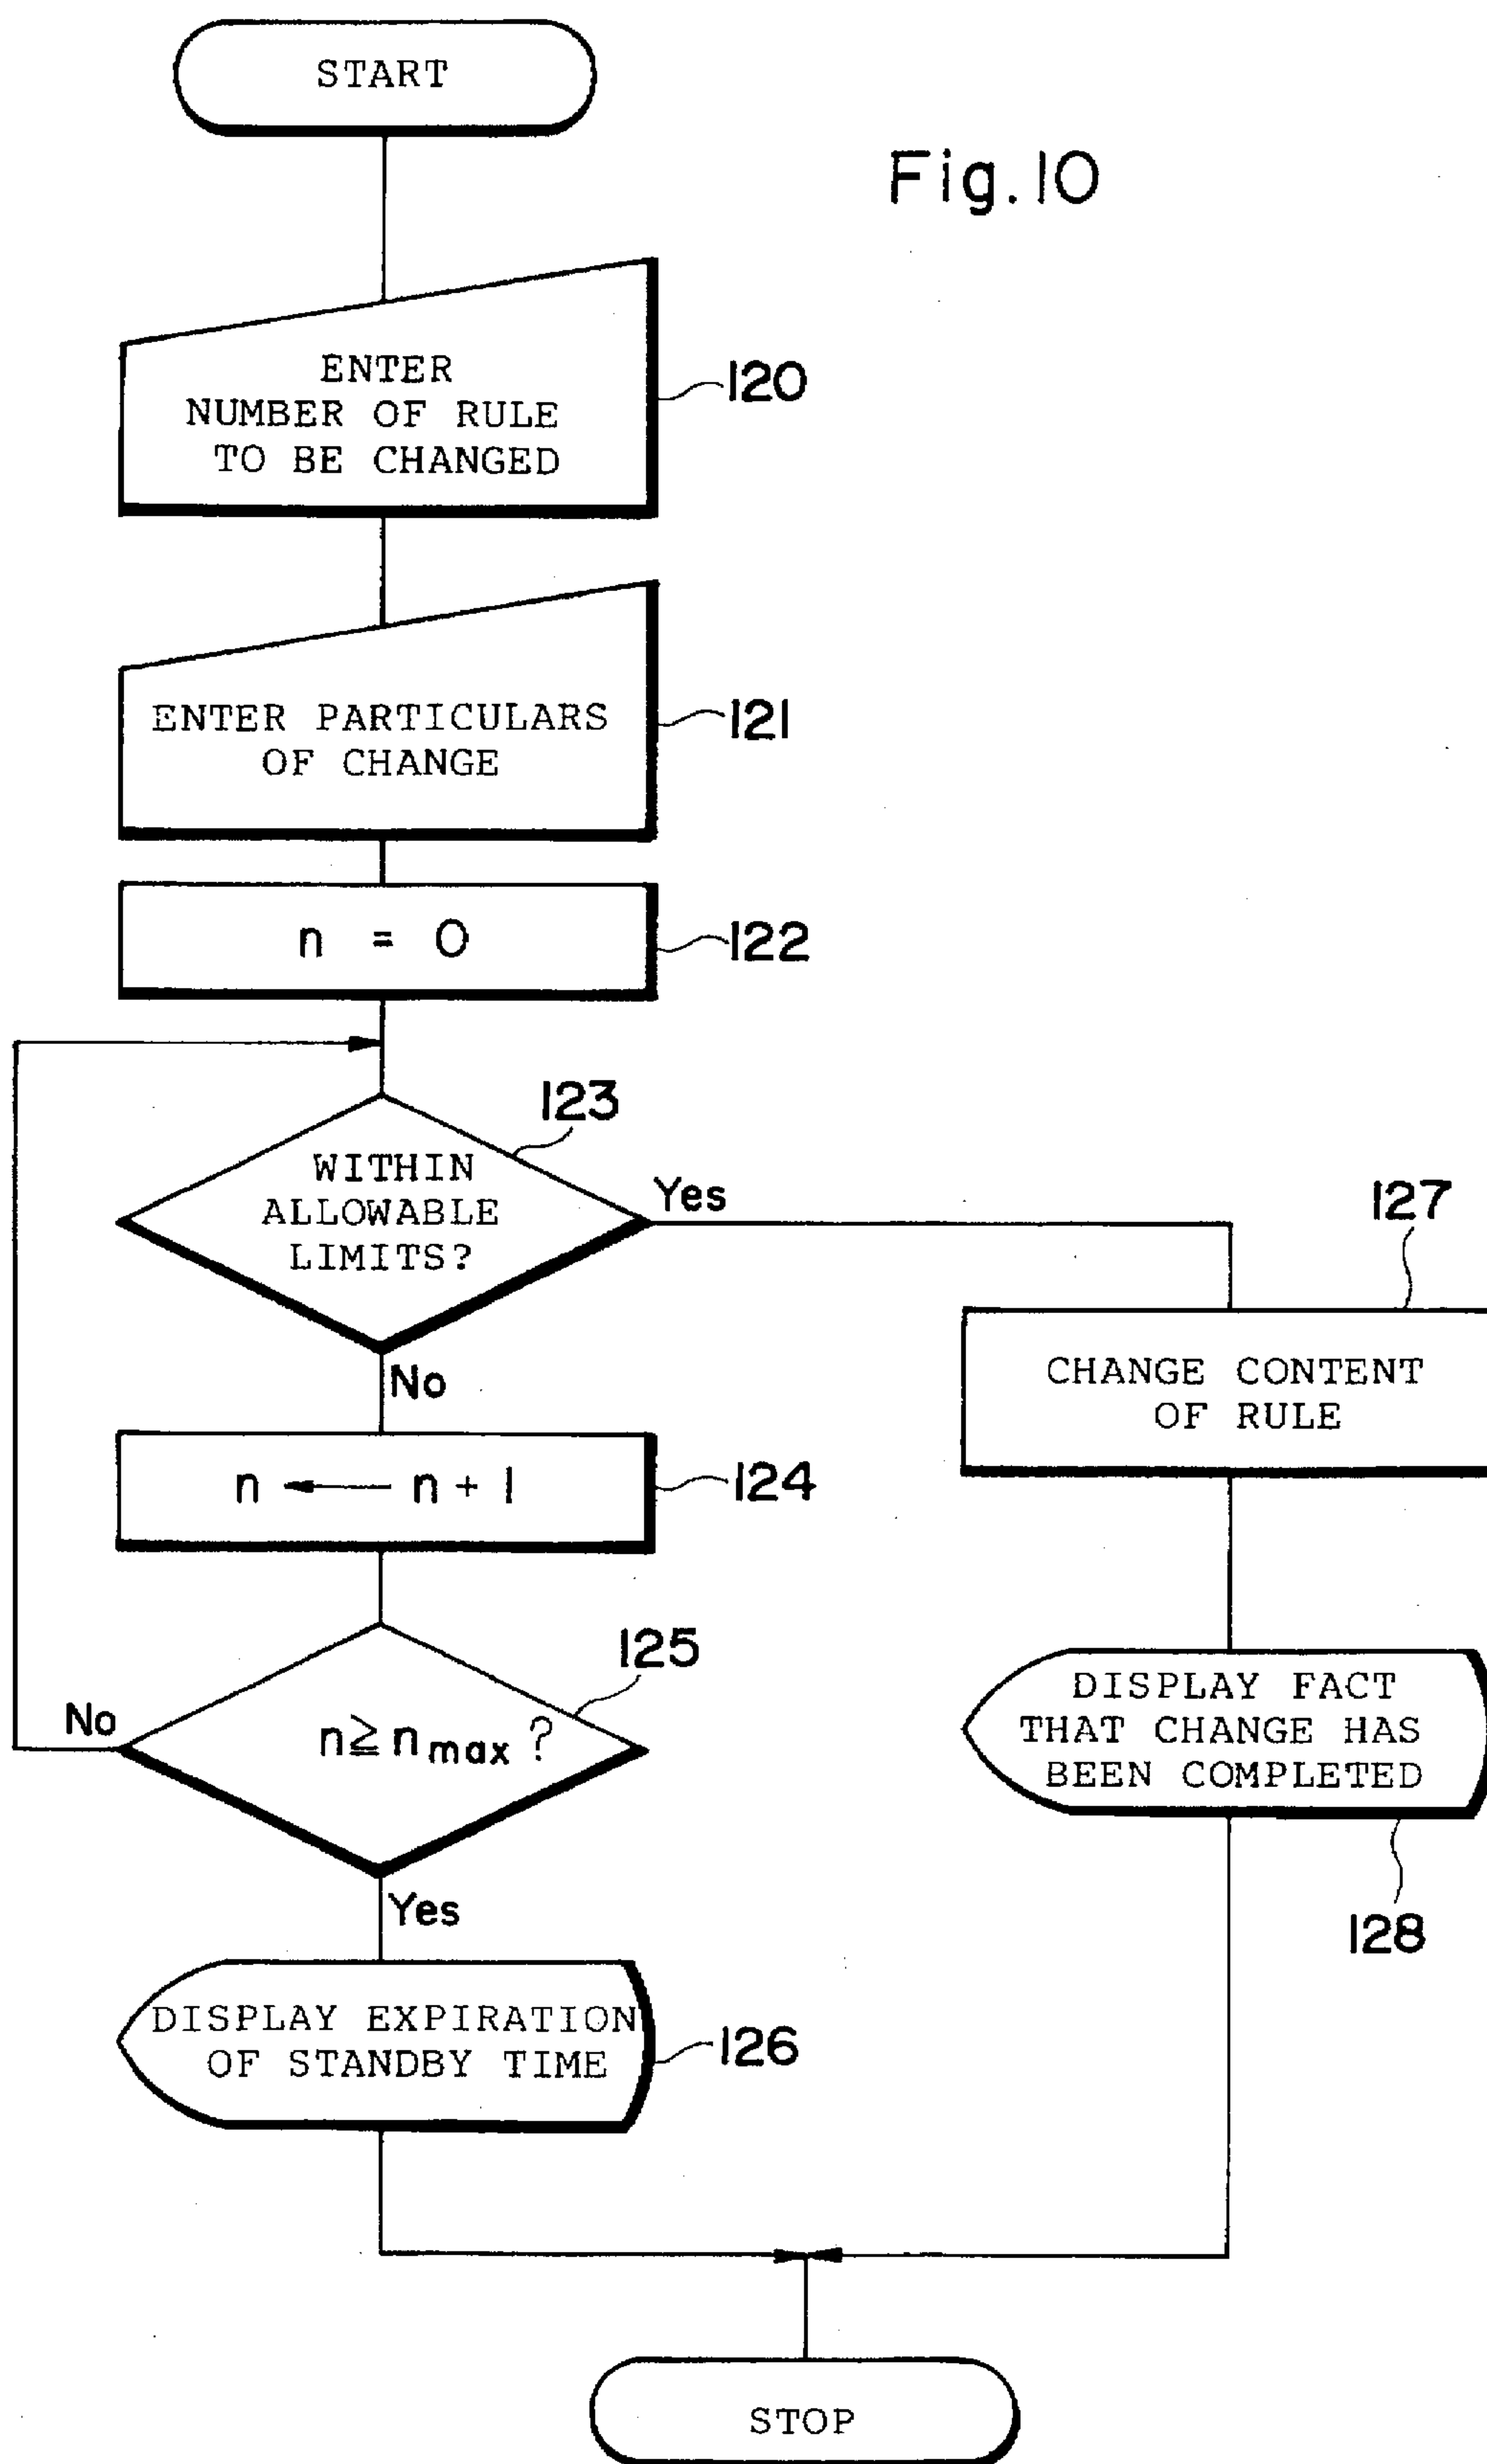 START
Fig. 10
ENTER
NUMBER OF RULE
TO BE CHANGED
120
ENTER PARTICULARS
OF CHANGE
121
n = 0
122
123
WITHIN
ALLOWABLE
LIMITS?
Yes
No
127
CHANGE CONTENT
OF RULE
n ← n + 1
124
125
n ≧ nmax ?
No
Yes
DISPLAY FACT
THAT CHANGE HAS
BEEN COMPLETED
128
DISPLAY EXPIRATION
OF STANDBY TIME
126
STOP